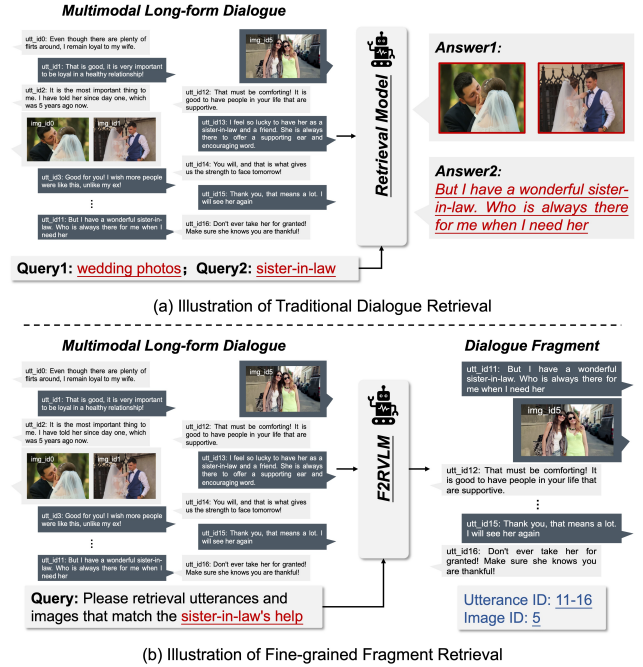 Multimodal Long-form Dialogue
utt_id0: Even though there are plenty of
flirts around, I remain loyal to my wife.
utt_id1: That is good, it is very important
to be loyal in a healthy relationship!
utt_id2: It is the most important thing to
me. I have told her since day one, which
was 5 years ago now.
img_id0
img_id1
utt_id3: Good for you! I wish more people
were like this, unlike my ex!
⋮
utt_id11: But I have a wonderful sister-in-
law. Who is always there for me when I
need her
img_id5
utt_id12: That must be comforting! It is
good to have people in your life that are
supportive.
utt_id13: I feel so lucky to have her as a
sister-in-law and a friend. She is always
there to offer a supporting ear and
encouraging word.
utt_id14: You will, and that is what gives
us the strength to face tomorrow!
utt_id15: Thank you, that means a lot. I
will see her again
utt_id16: Don't ever take her for granted!
Make sure she knows you are thankful!
Retrieval Model
Answer1:
Answer2:
But I have a wonderful sister-
in-law. Who is always there
for me when I need her
Query1: wedding photos; Query2: sister-in-law
(a) Illustration of Traditional Dialogue Retrieval
Multimodal Long-form Dialogue
utt_id0: Even though there are plenty of
flirts around, I remain loyal to my wife.
utt_id1: That is good, it is very important
to be loyal in a healthy relationship!
utt_id2: It is the most important thing to
me. I have told her since day one, which
was 5 years ago now.
img_id0
img_id1
utt_id3: Good for you! I wish more people
were like this, unlike my ex!
⋮
utt_id11: But I have a wonderful sister-in-
law. Who is always there for me when I
need her
img_id5
utt_id12: That must be comforting! It is
good to have people in your life that are
supportive.
utt_id13: I feel so lucky to have her as a
sister-in-law and a friend. She is always
there to offer a supporting ear and
encouraging word.
utt_id14: You will, and that is what gives
us the strength to face tomorrow!
utt_id15: Thank you, that means a lot. I
will see her again
utt_id16: Don't ever take her for granted!
Make sure she knows you are thankful!
F2RVLM
Dialogue Fragment
utt_id11: But I have a wonderful
sister-in-law. Who is always there for
me when I need her
img_id5
utt_id12: That must be comforting! It
is good to have people in your life that
are supportive.
⋮
utt_id15: Thank you, that means a lot.
I will see her again
utt_id16: Don't ever take her for
granted! Make sure she knows you
are thankful!
Query: Please retrieval utterances and
images that match the sister-in-law's help
Utterance ID: 11-16
Image ID: 5
(b) Illustration of Fine-grained Fragment Retrieval